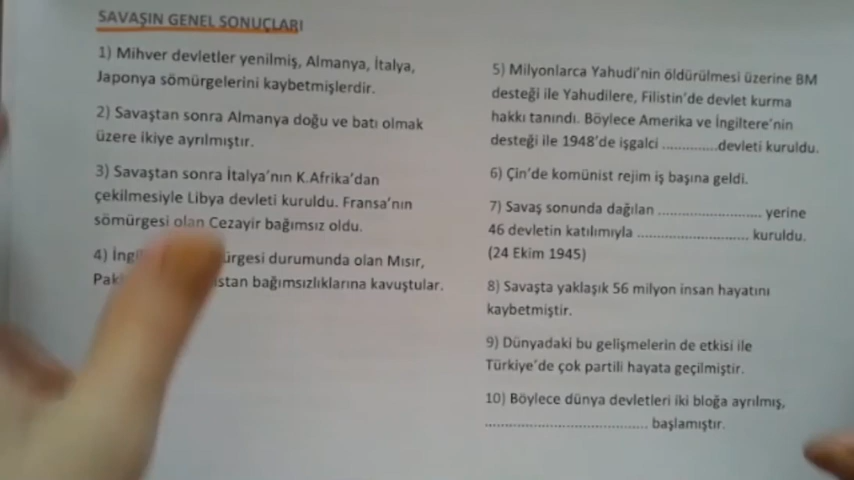 SAVAŞIN GENEL SONUÇLARI
1) Mihver devletler yenilmiş, Almanya, İtalya,
Japonya sömürgelerini kaybetmişlerdir.
2) Savaştan sonra Almanya doğu ve batı olmak
üzere ikiye ayrılmıştır.
3) Savaştan sonra İtalya'nın K.Afrika'dan
çekilmesiyle Libya devleti kuruldu. Fransa'nın
sömürgesi olan Cezayir bağımsız oldu.
4) durumunda olan Mısır,
bağımsızlıklarına kavuştular.
5) Milyonlarca Yahudi'nin öldürülmesi üzerine BM
desteği ile Yahudilere, Filistin'de devlet kurma
hakkı tanındı. Böylece Amerika ve İngiltere'nin
desteği ile 1948'de işgalci ..............devleti kuruldu.
6) Çin'de komünist rejim iş başına geldi.
7) Savaş sonunda dağılan .......................... yerine
46 devletin katılımıyla ............................ kuruldu.
(24 Ekim 1945)
8) Savaşta yaklaşık 56 milyon insan hayatını
kaybetmiştir.
9) Dünyadaki bu gelişmelerin de etkisi ile
Türkiye'de çok partili hayata geçilmiştir.
10) Böylece dünya devletleri iki bloğa ayrılmış,
......................................... başlamıştır.